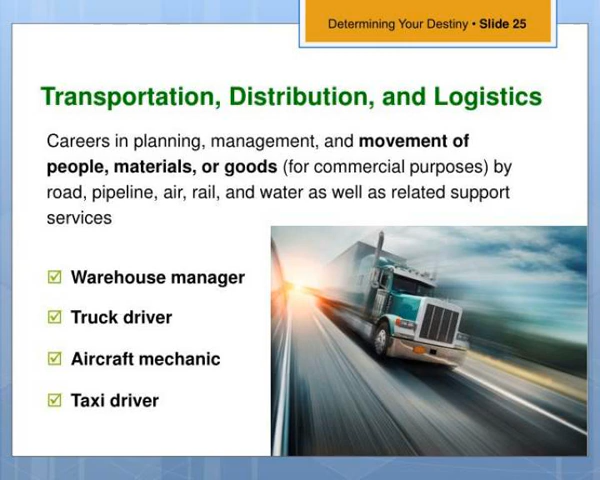 Determining Your Destiny • Slide 25
Transportation, Distribution, and Logistics
Careers in planning, management, and movement of
people, materials, or goods (for commercial purposes) by
road, pipeline, air, rail, and water as well as related support
services
Warehouse manager
Truck driver
Aircraft mechanic
Taxi driver